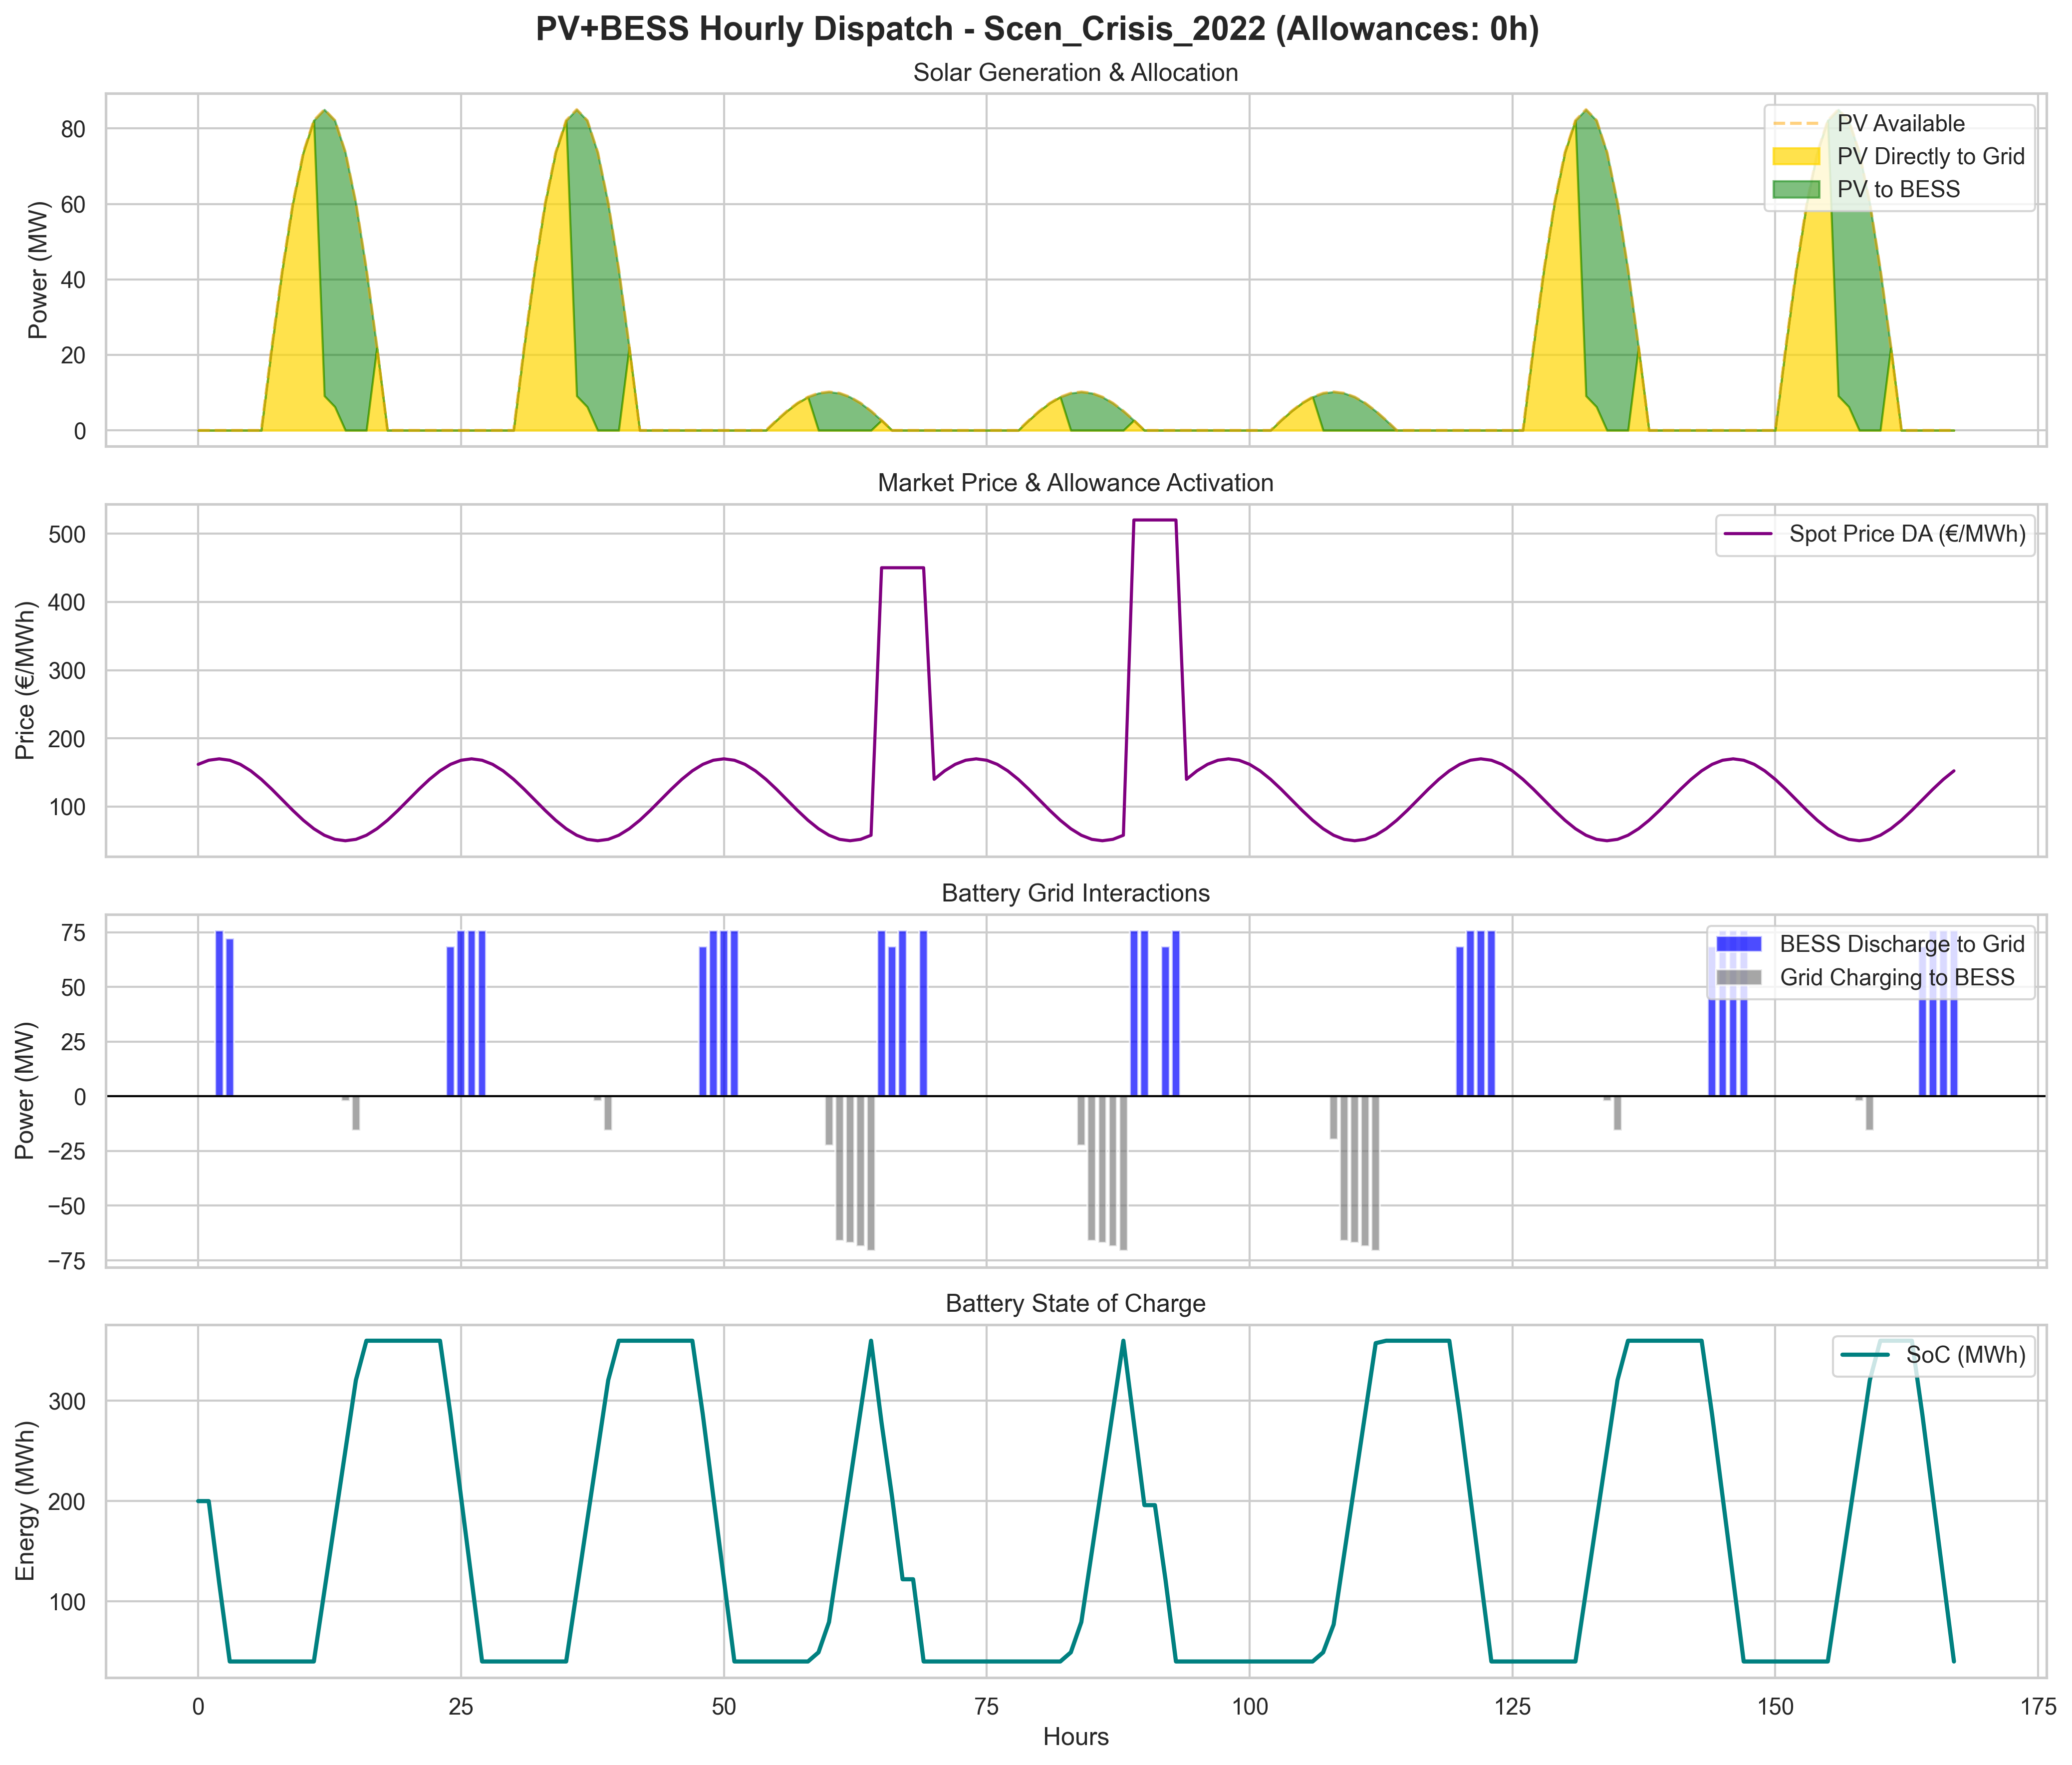 PV+BESS Hourly Dispatch - Scen_Crisis_2022 (Allowances: 0h)
Solar Generation & Allocation
Power (MW)
80
60
40
20
0
PV Available
PV Directly to Grid
PV to BESS
Market Price & Allowance Activation
Price (€/MWh)
500
400
300
200
100
Spot Price DA (€/MWh)
Battery Grid Interactions
Power (MW)
75
50
25
0
−25
−50
−75
BESS Discharge to Grid
Grid Charging to BESS
Battery State of Charge
Energy (MWh)
300
200
100
SoC (MWh)
0 25 50 75 100 125 150 175
Hours